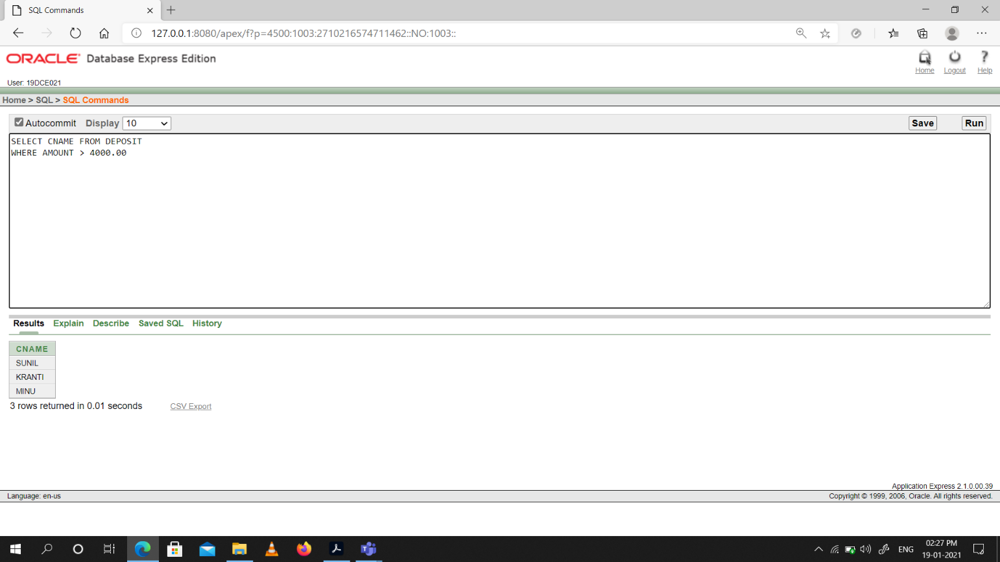 SQL Commands
127.0.0.1:8080/apex/f?p=4500:1003:2710216574711462::NO:1003::
ORACLE Database Express Edition
Home Logout Help
User: 19DCE021
Home > SQL > SQL Commands
Autocommit Display 10 Save Run
SELECT CNAME FROM DEPOSIT
WHERE AMOUNT > 4000.00
Results Explain Describe Saved SQL History
CNAME
SUNIL
KRANTI
MINU
3 rows returned in 0.01 seconds CSV Export
Application Express 2.1.0.00.39
Language: en-us Copyright © 1999, 2006, Oracle. All rights reserved.
ENG 02:27 PM
19-01-2021